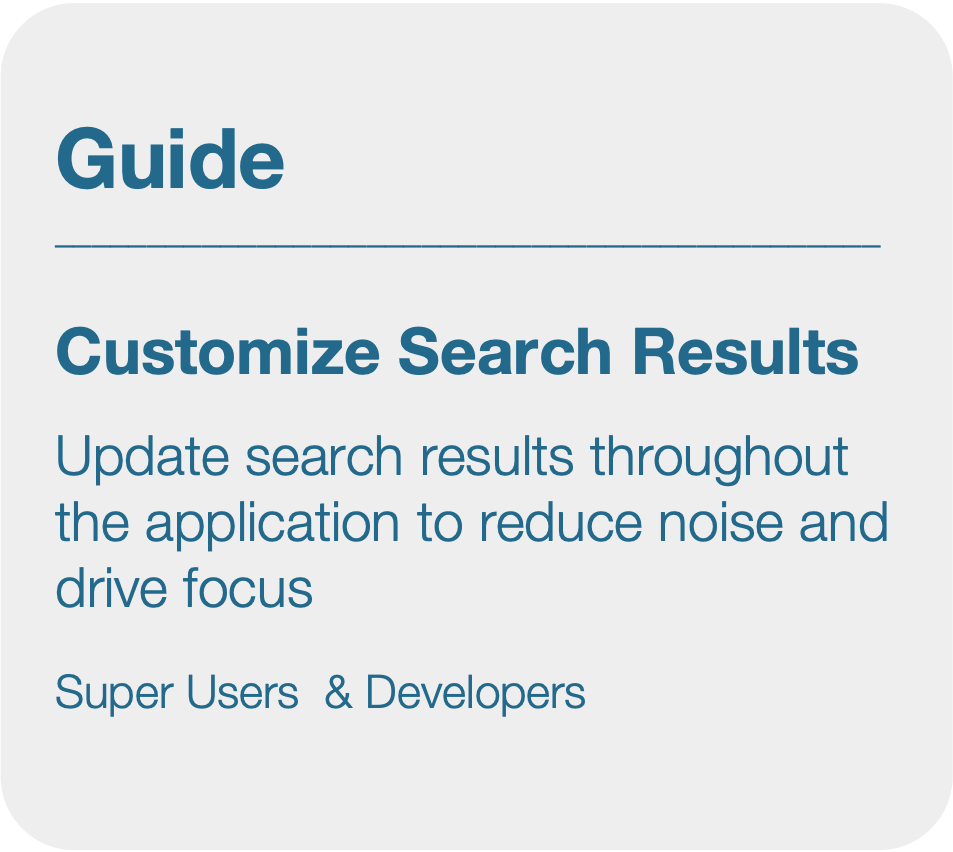 Guide
Customize Search Results
Update search results throughout
the application to reduce noise and
drive focus
Super Users  & Developers